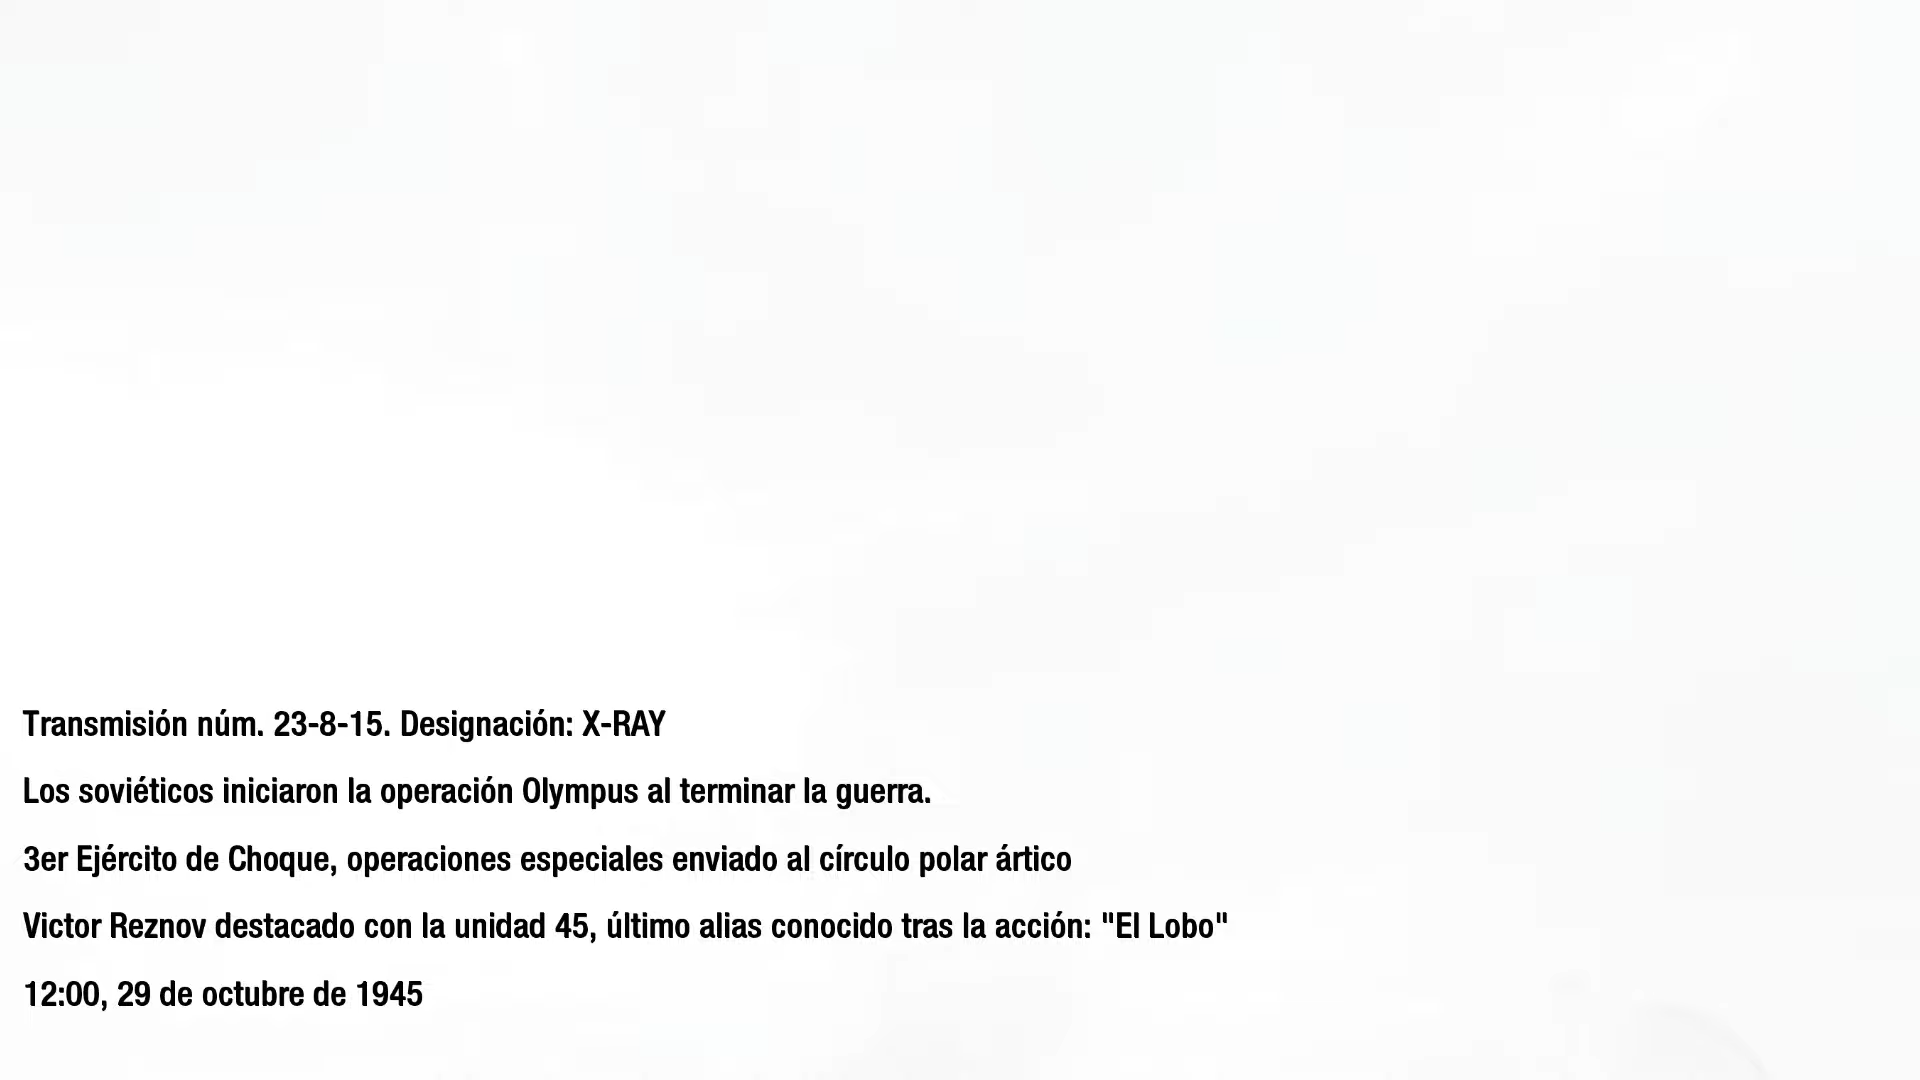 Transmisión núm. 23-8-15. Designación: X-RAY
Los soviéticos iniciaron la operación Olympus al terminar la guerra.
3er Ejército de Choque, operaciones especiales enviado al círculo polar ártico
Victor Reznov destacado con la unidad 45, último alias conocido tras la acción: "El Lobo"
12:00, 29 de octubre de 1945